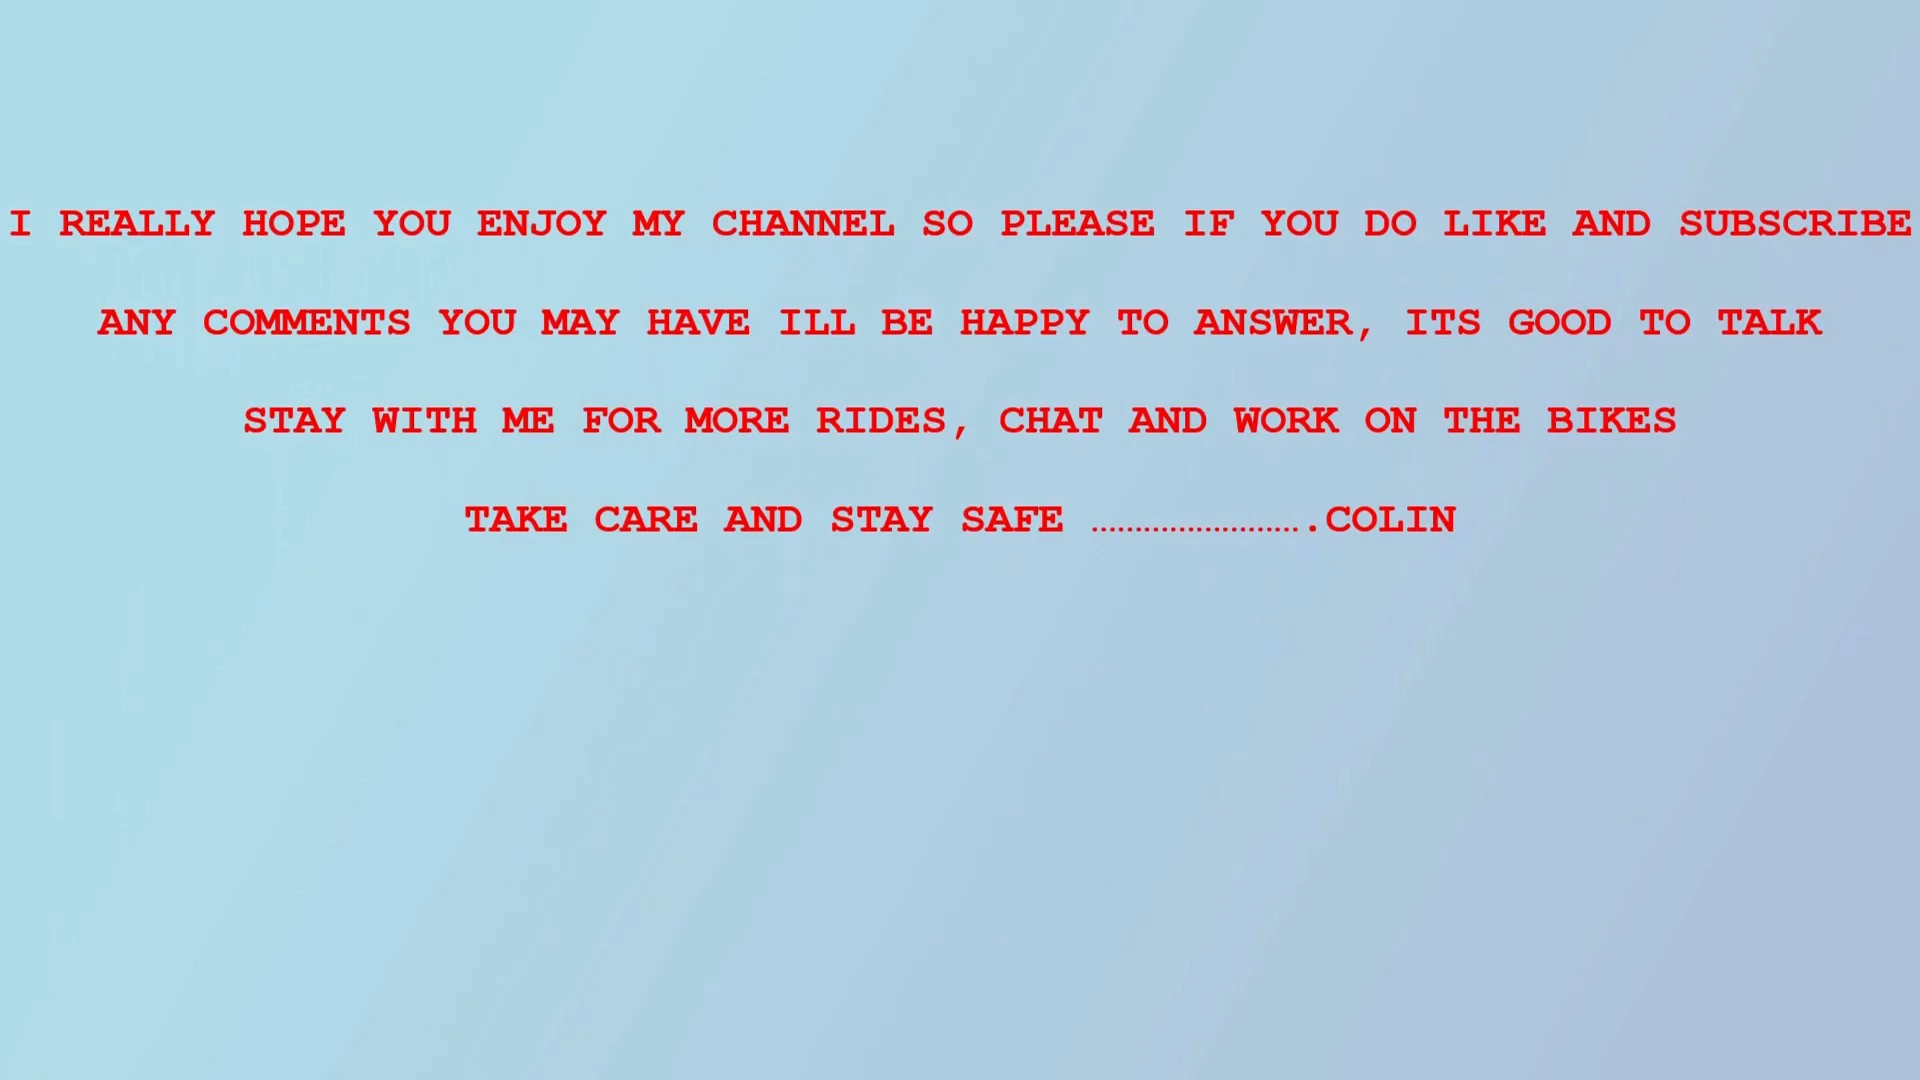 I REALLY HOPE YOU ENJOY MY CHANNEL SO PLEASE IF YOU DO LIKE AND SUBSCRIBE
ANY COMMENTS YOU MAY HAVE ILL BE HAPPY TO ANSWER, ITS GOOD TO TALK
STAY WITH ME FOR MORE RIDES, CHAT AND WORK ON THE BIKES
TAKE CARE AND STAY SAFE …………………….COLIN